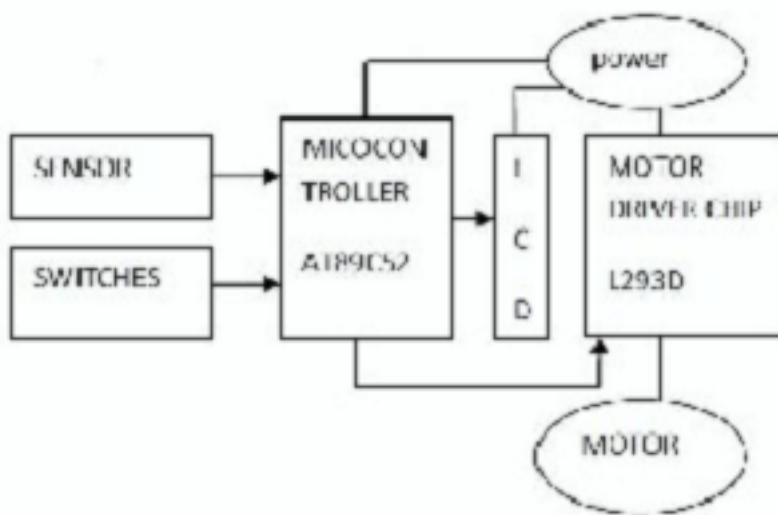 power
SENSOR
MICOCON
TROLLER
AT89C52
SWITCHES
L
C
D
MOTOR
DRIVER CHIP
L293D
MOTOR